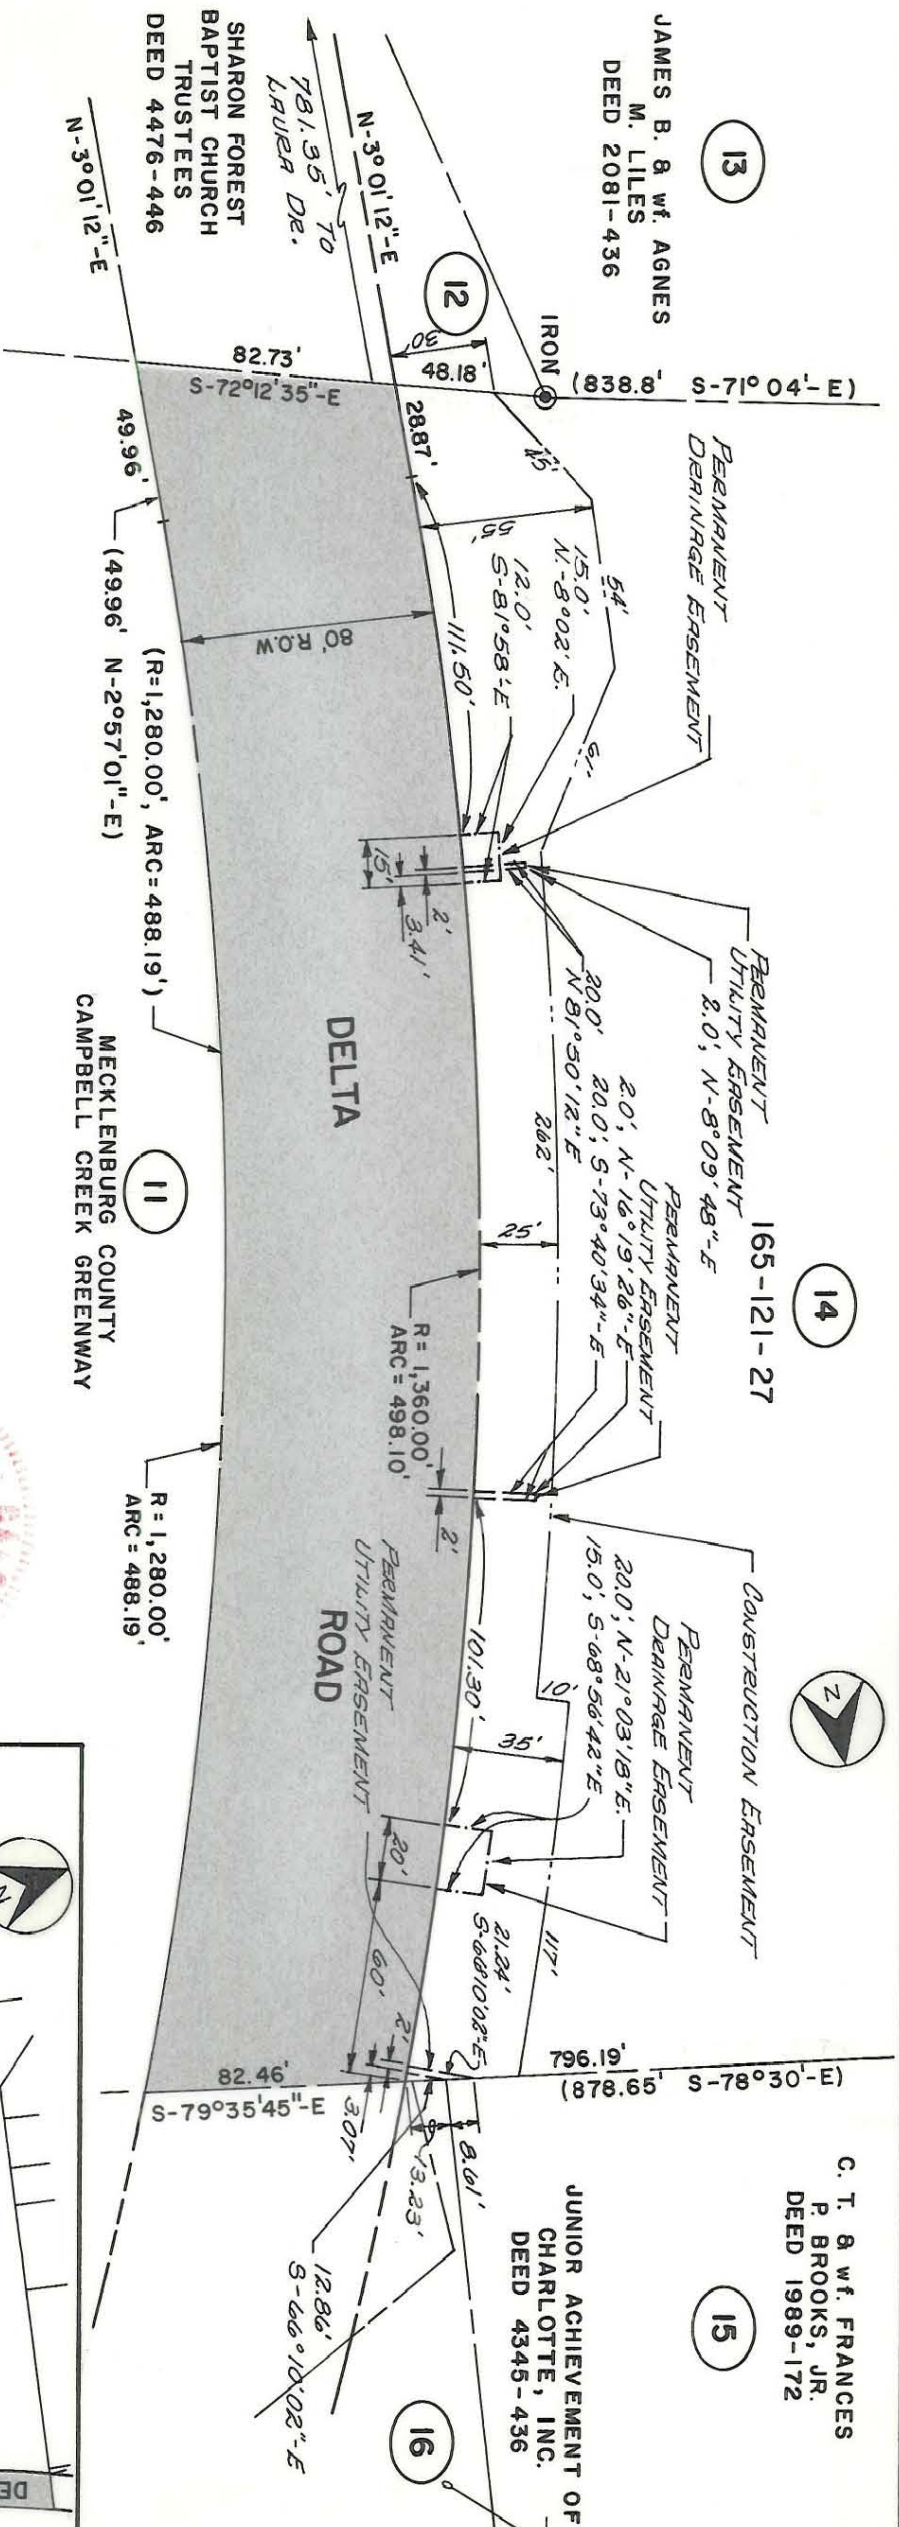 13
JAMES B. & wf. AGNES
M. LILES
DEED 2081-436
IRON
(838.8' S-71°04'-E)
12
30'
48.18'
N-3°01'12"-E
781.35' TO
LAURA DR.
SHARON FOREST
BAPTIST CHURCH
TRUSTEES
DEED 4476-446
N-3°01'12"-E
82.73'
S-72°12'35"-E
28.87'
49.96'
(49.96' N-2°57'01"-E)
(R=1,280.00', ARC=488.19')
80' R.O.W
PERMANENT
DRAINAGE EASEMENT
45'
55'
54'
61'
15.0'
N.-8°02' E.
12.0'
S-81°58'-E
111.50'
15'
2'
3.41'
PERMANENT
UTILITY EASEMENT
2.0', N-8°09'48"-E
20.0'
N 81°50'12"E
14
165-121-27
PERMANENT
UTILITY EASEMENT
2.0', N-16°19'26"-E
20.0', S-73°40'34"-E
262'
25'
DELTA
ROAD
R = 1,360.00'
ARC = 498.10'
2'
11
MECKLENBURG COUNTY
CAMPBELL CREEK GREENWAY
R = 1,280.00'
ARC = 488.19'
N
CONSTRUCTION EASEMENT
PERMANENT
DRAINAGE EASEMENT
20.0', N-21°03'18"E.
15.0', S-68°56'42"E
10'
35'
101.30'
117'
PERMANENT
UTILITY EASEMENT
20'
60'
2'
3.07'
21.24'
S-66°10'02"-E
796.19'
(878.65' S-78°30'-E)
82.46'
S-79°35'45"-E
8.61'
13.23'
12.86'
S-66°10'02"-E
C. T. & wf. FRANCES
P. BROOKS, JR.
DEED 1989-172
15
JUNIOR ACHIEVEMENT OF
CHARLOTTE, INC.
DEED 4345-436
16
N
DE